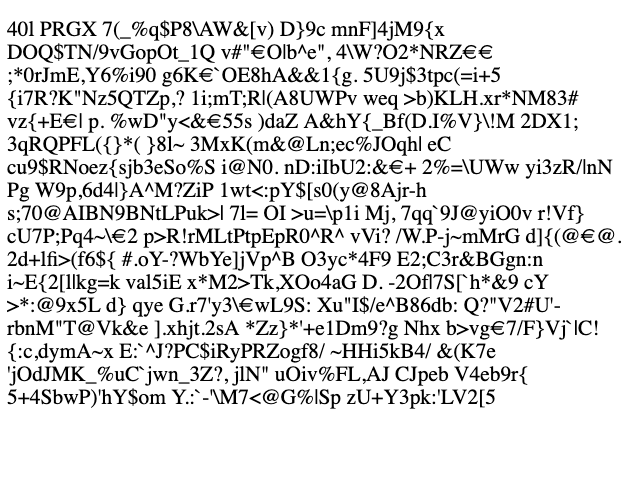 40l PRGX 7(_%q$P8\AW&[v) D}9c mnF]4jM9{x
DOQ$TN/9vGopOt_1Q v#"€O|b^e", 4\W?O2*NRZ€€
;*0rJmE,Y6%i90 g6K€`OE8hA&&1{g. 5U9j$3tpc(=i+5
{i7R?K"Nz5QTZp,? 1i;mT;R|(A8UWPv weq >b)KLH.xr*NM83#
vz{+E€| p. %wD"y<&€55s )daZ A&hY{_Bf(D.I%V}\!M 2DX1;
3qRQPFL({}*( }8l~ 3MxK(m&@Ln;ec%JOqh| eC
cu9$RNoez{sjb3eSo%S i@N0. nD:iIbU2:&€+ 2%=\UWw yi3zR/|nN
Pg W9p,6d4|}A^M?ZiP 1wt<:pY$[s0(y@8Ajr-h
s;70@AIBN9BNtLPuk>| 7l= OI >u=\p1i Mj, 7qq`9J@yiO0v r!Vf}
cU7P;Pq4~\€2 p>R!rMLtPtpEpR0^R^ vVi? /W.P-j~mMrG d]{(@€@.
2d+lfi>(f6${ #.oY-?WbYe]jVp^B O3yc*4F9 E2;C3r&BGgn:n
i~E{2[l|kg=k val5iE x*M2>Tk,XOo4aG D. -2Ofl7S[`h*&9 cY
>*:@9x5L d} qye G.r7'y3\€wL9S: Xu"I$/e^B86db: Q?"V2#U'-
rbnM"T@Vk&e ].xhjt.2sA *Zz}*'+e1Dm9?g Nhx b>vg€7/F}Vj`|C!
{:c,dymA~x E:`^J?PC$iRyPRZogf8/ ~HHi5kB4/ &(K7e
'jOdJMK_%uC`jwn_3Z?, jlN" uOiv%FL,AJ CJpeb V4eb9r{
5+4SbwP)'hY$om Y.:`-'\M7<@G%|Sp zU+Y3pk:'LV2[5